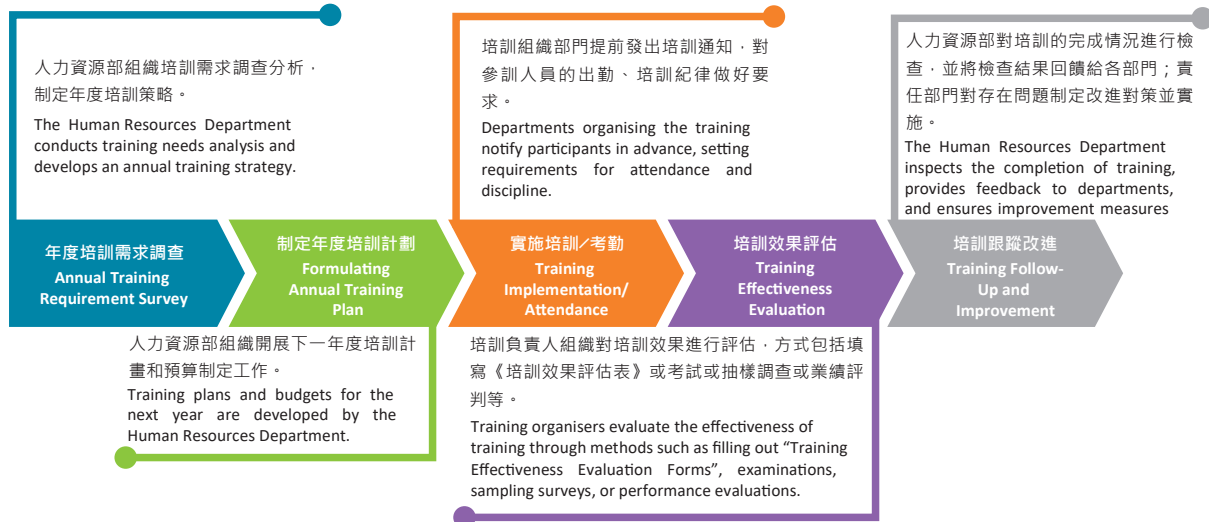 人力資源部組織培訓需求調查分析，
制定年度培訓策略。
The Human Resources Department
conducts training needs analysis and
develops an annual training strategy.
培訓組織部門提前發出培訓通知，對
參訓人員的出勤、培訓紀律做好要
求。
Departments organising the training
notify participants in advance, setting
requirements for attendance and
discipline.
人力資源部對培訓的完成情況進行檢
查，並將檢查結果回饋給各部門；責
任部門對存在問題制定改進對策並實
施。
The Human Resources Department
inspects the completion of training,
provides feedback to departments,
and ensures improvement measures
年度培訓需求調查
Annual Training
Requirement Survey
制定年度培訓計劃
Formulating
Annual Training
Plan
實施培訓／考勤
Training
Implementation/
Attendance
培訓效果評估
Training
Effectiveness
Evaluation
培訓跟蹤改進
Training Follow-
Up and
Improvement
人力資源部組織開展下一年度培訓計
畫和預算制定工作。
Training plans and budgets for the
next year are developed by the
Human Resources Department.
培訓負責人組織對培訓效果進行評估，方式包括填
寫《培訓效果評估表》或考試或抽樣調查或業績評
判等。
Training organisers evaluate the effectiveness of
training through methods such as filling out “Training
Effectiveness Evaluation Forms”, examinations,
sampling surveys, or performance evaluations.